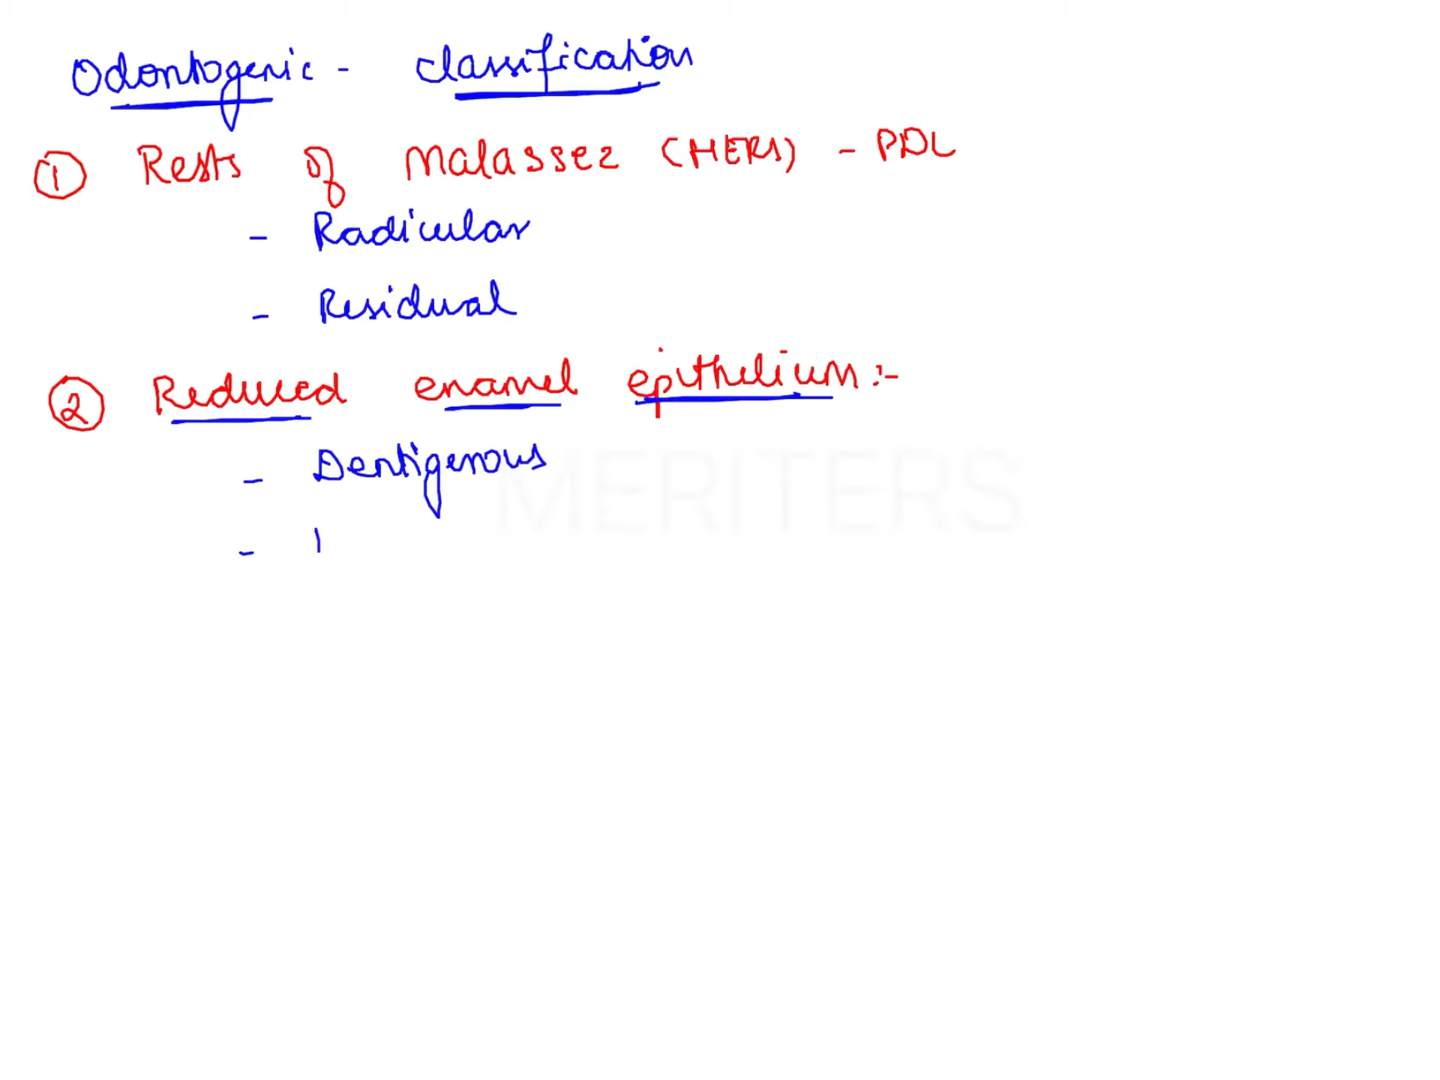 Odontogenic - classification
① Rests of Malassez (HERS) - PDL
- Radicular
- Residual
② Reduced enamel epithelium :-
- Dentigerous
MERITERS
-